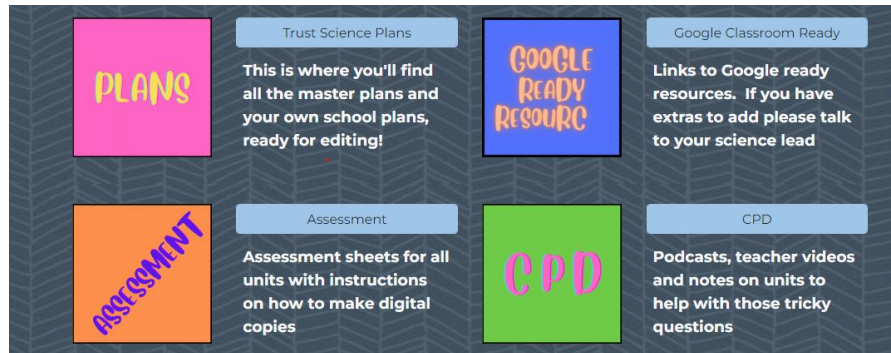 PLANS
Trust Science Plans
This is where you'll find
all the master plans and
your own school plans,
ready for editing!
GOOGLE
READY
RESOURC
Google Classroom Ready
Links to Google ready
resources. If you have
extras to add please talk
to your science lead
ASSESSMENT
Assessment
Assessment sheets for all
units with instructions
on how to make digital
copies
CPD
CPD
Podcasts, teacher videos
and notes on units to
help with those tricky
questions